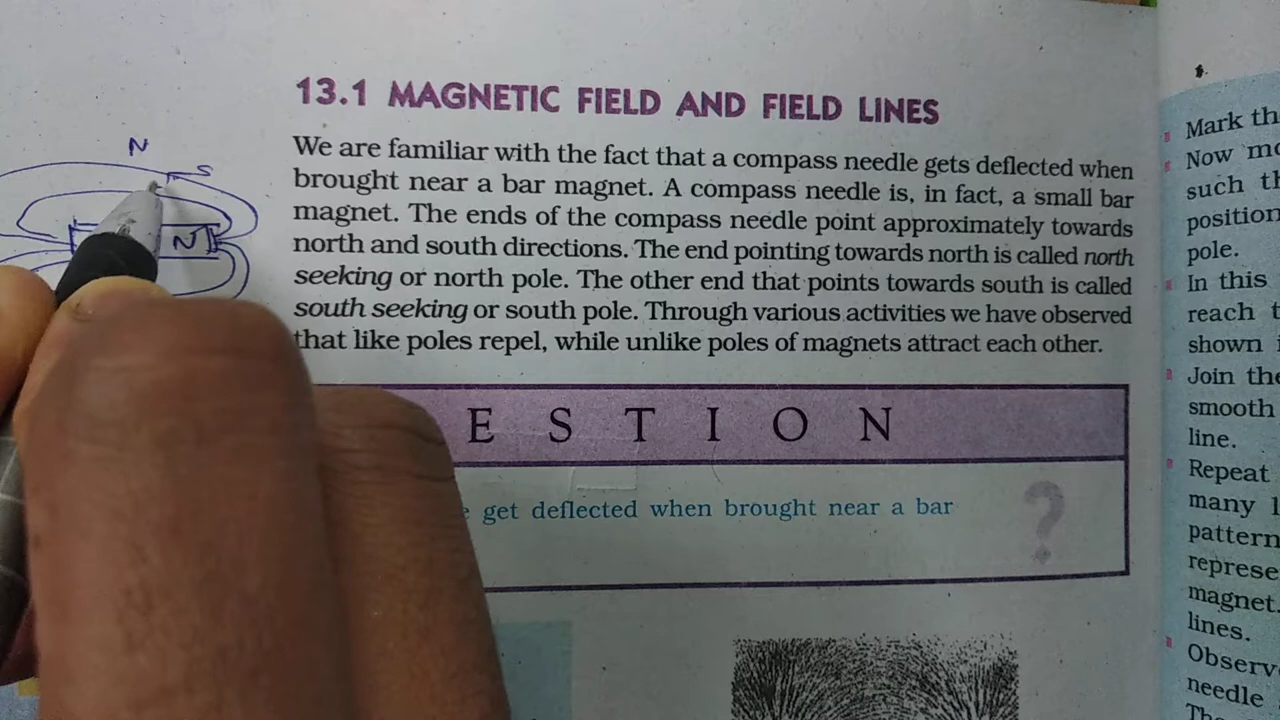 13.1 MAGNETIC FIELD AND FIELD LINES
We are familiar with the fact that a compass needle gets deflected when
brought near a bar magnet. A compass needle is, in fact, a small bar
magnet. The ends of the compass needle point approximately towards
north and south directions. The end pointing towards north is called north
seeking or north pole. The other end that points towards south is called
south seeking or south pole. Through various activities we have observed
that like poles repel, while unlike poles of magnets attract each other.
E S T I O N
get deflected when brought near a bar
?
N
S
N
Mark th
Now mo
such th
position
pole.
In this
reach t
shown i
Join the
smooth
line.
Repeat
many l
pattern
represe
magnet.
lines.
Observe
needle
The